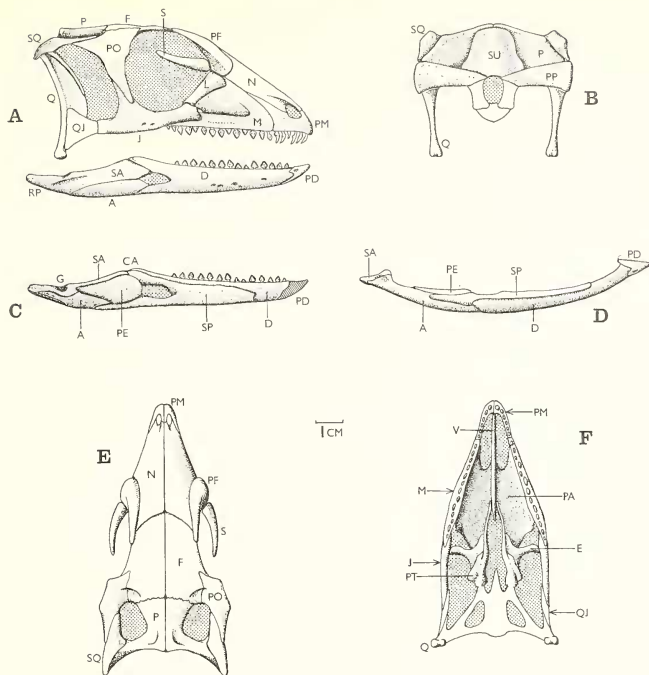 P F S PF
SQ PO
N
Q L
A QJ M PM
J
SA D PD
RP A
SQ
SU P
PP
B
Q
G SA CA
C PD
A PE SP D
SA PE SP PD
A D D
PM
E
N PF
S
F
PO
P
SQ
1 CM
V PM
F
M PA
J E
PT
QJ
Q